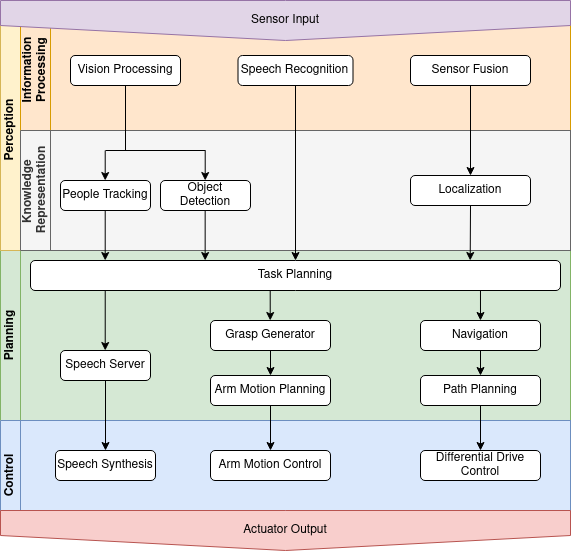 Sensor Input
Perception
Information
Processing
Vision Processing
Speech Recognition
Sensor Fusion
Knowledge
Representation
People Tracking
Object
Detection
Localization
Planning
Task Planning
Grasp Generator
Navigation
Speech Server
Arm Motion Planning
Path Planning
Control
Speech Synthesis
Arm Motion Control
Differential Drive
Control
Actuator Output